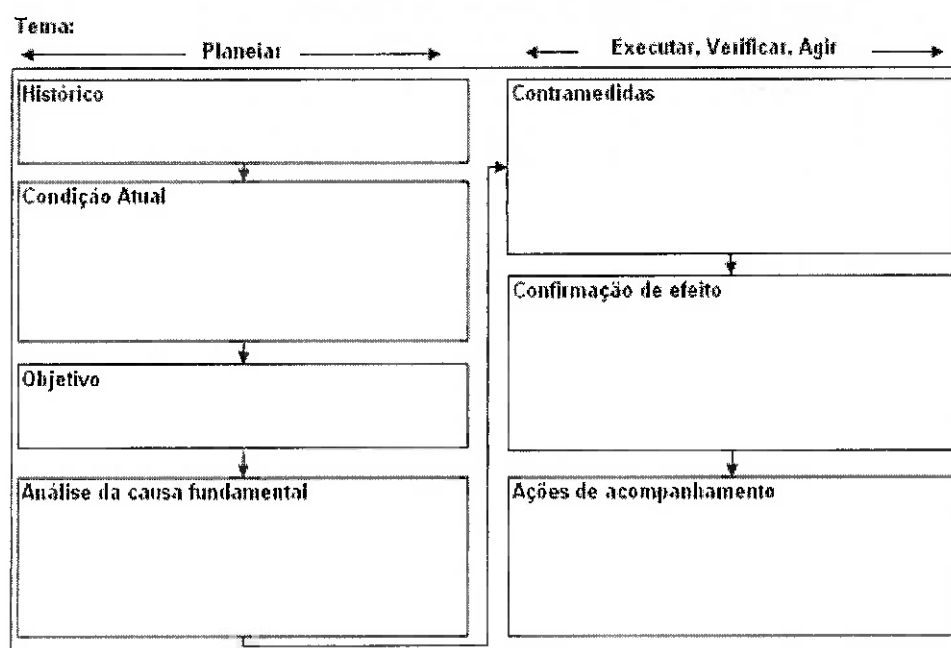 Tema:
Planejar
Executar, Verificar, Agir
Histórico
Condição Atual
Objetivo
Análise da causa fundamental
Contramedidas
Confirmação de efeito
Ações de acompanhamento